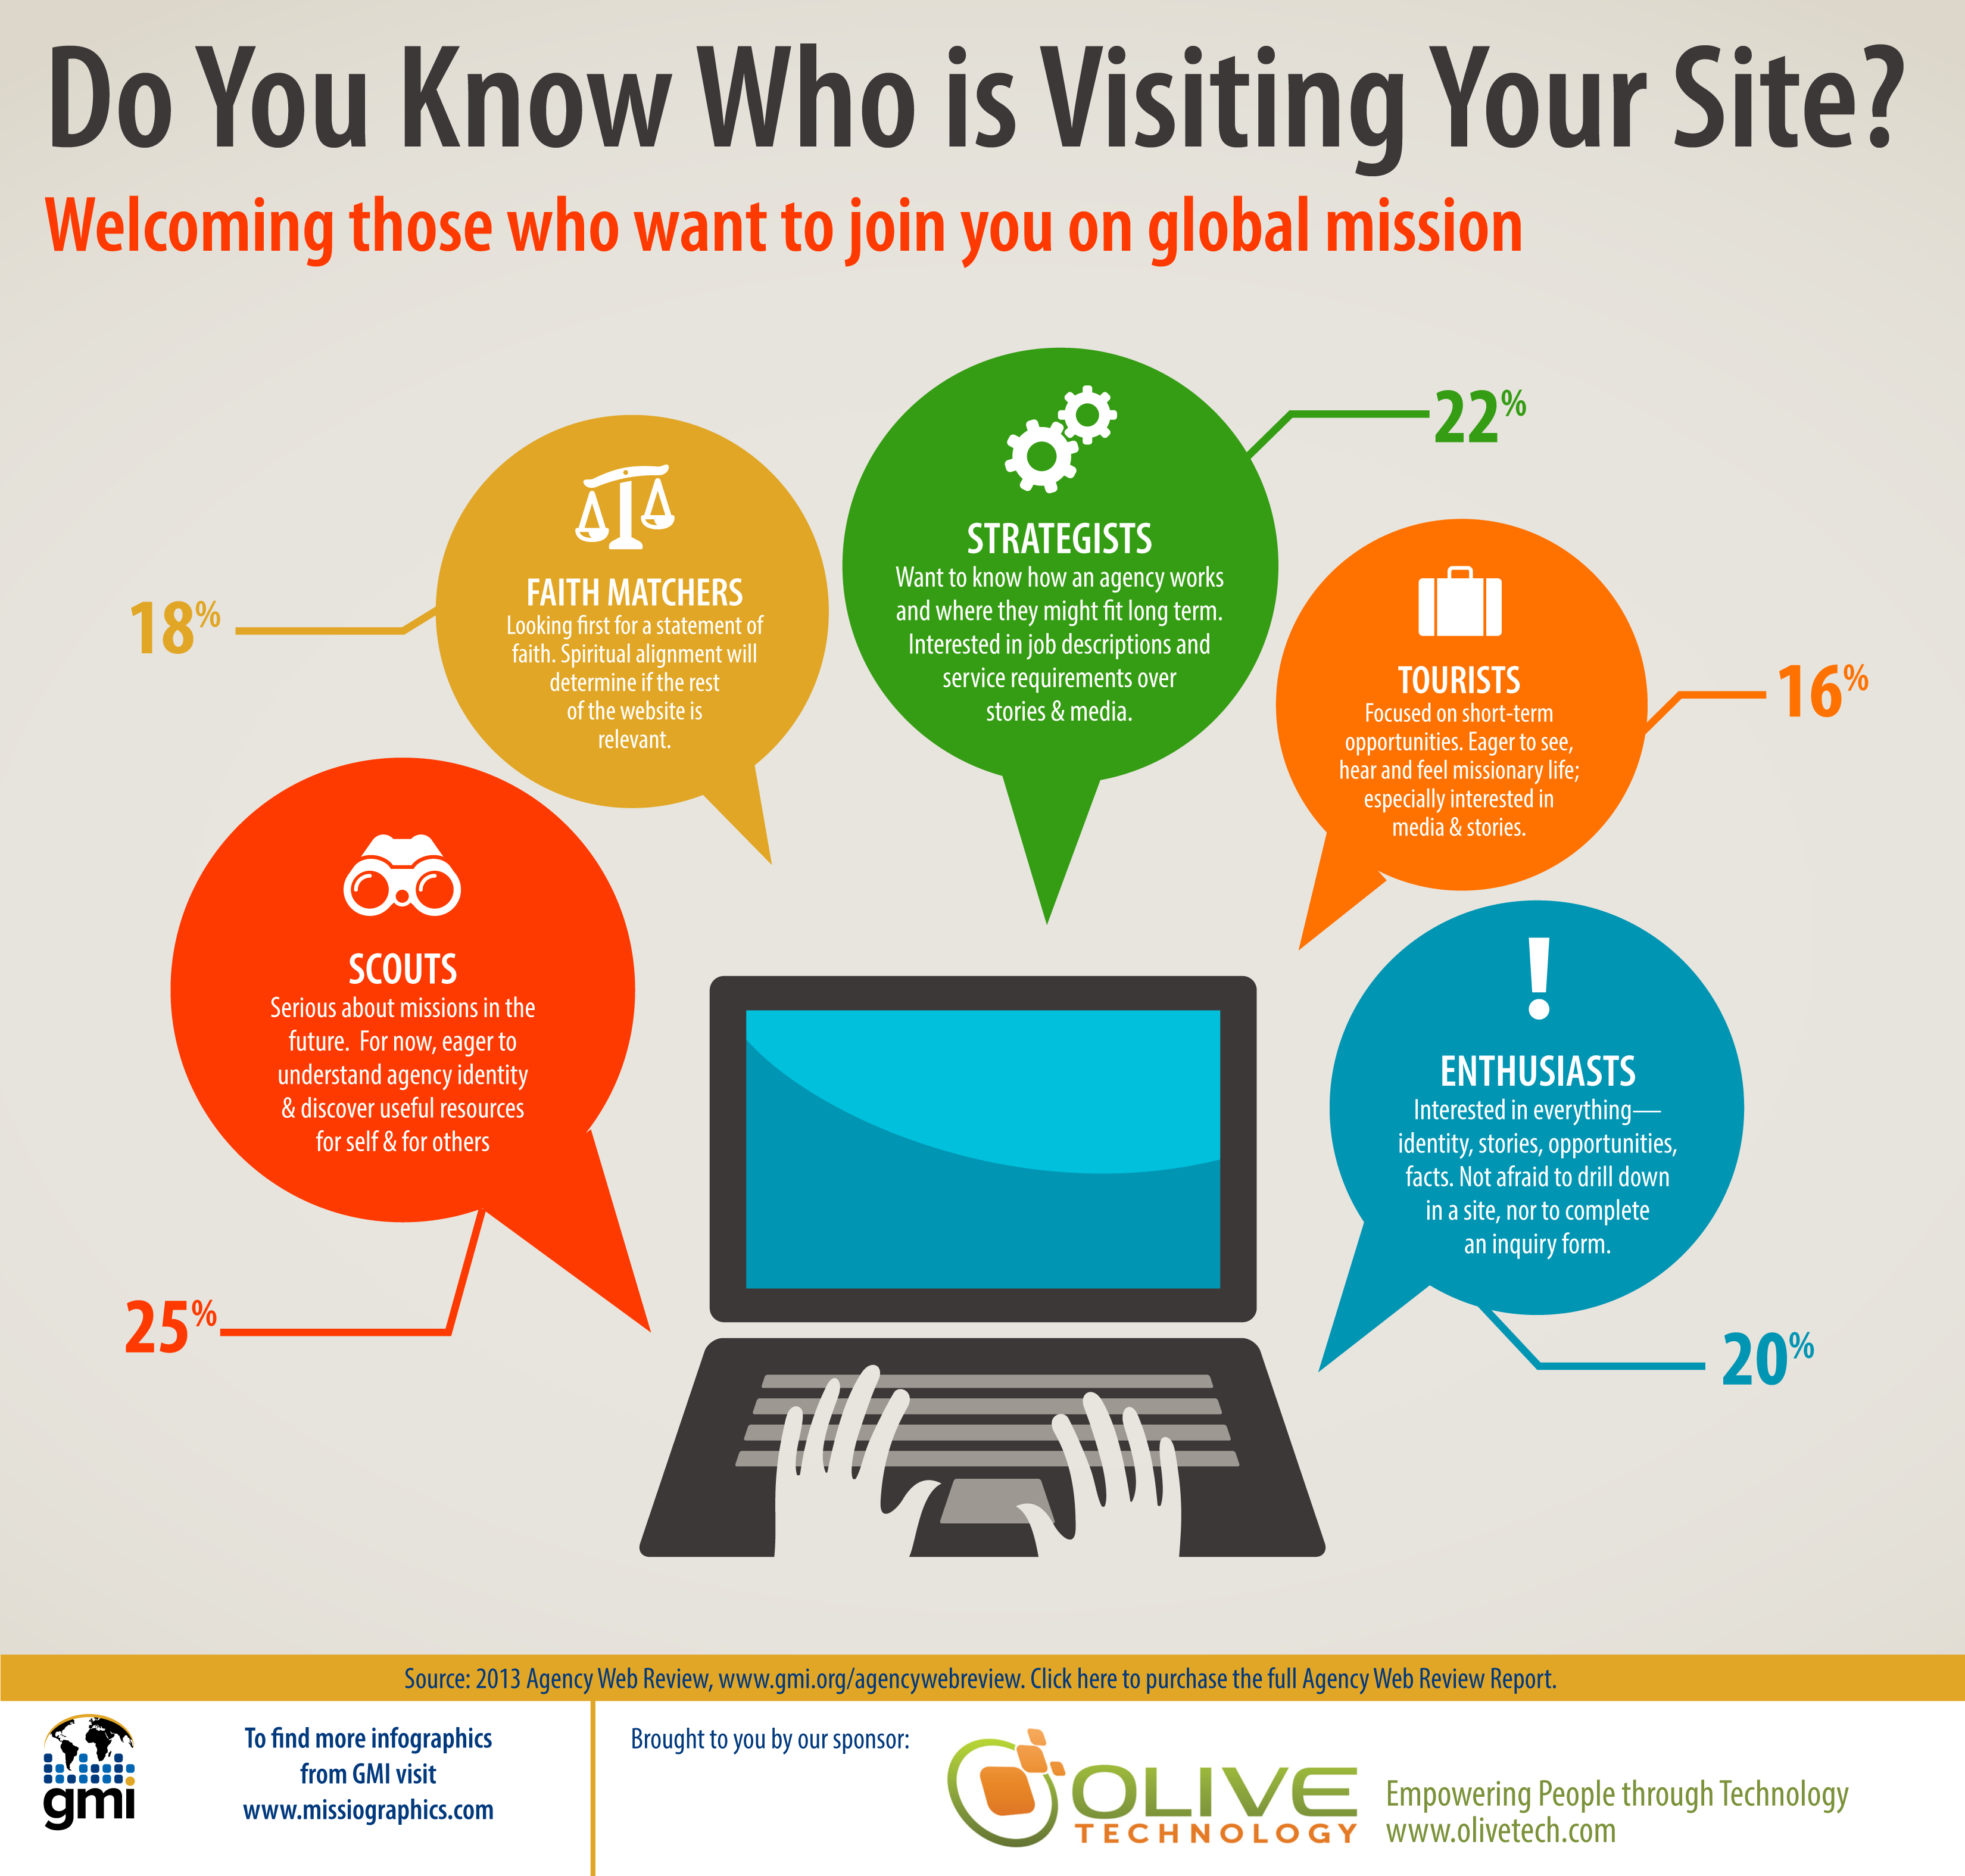 Do You Know Who is Visiting Your Site?
Welcoming those who want to join you on global mission
22%
STRATEGISTS
Want to know how an agency works
and where they might fit long term.
Interested in job descriptions and
service requirements over
stories & media.
18%
FAITH MATCHERS
Looking first for a statement of
faith. Spiritual alignment will
determine if the rest
of the website is
relevant.
16%
TOURISTS
Focused on short-term
opportunities. Eager to see,
hear and feel missionary life;
especially interested in
media & stories.
SCOUTS
Serious about missions in the
future.  For now, eager to
understand agency identity
& discover useful resources
for self & for others
25%
ENTHUSIASTS
Interested in everything—
identity, stories, opportunities,
facts. Not afraid to drill down
in a site, nor to complete
an inquiry form.
20%
Source: 2013 Agency Web Review, www.gmi.org/agencywebreview. Click here to purchase the full Agency Web Review Report.
gmi
To find more infographics
from GMI visit
www.missiographics.com
Brought to you by our sponsor:
OLIVE
TECHNOLOGY
Empowering People through Technology
www.olivetech.com